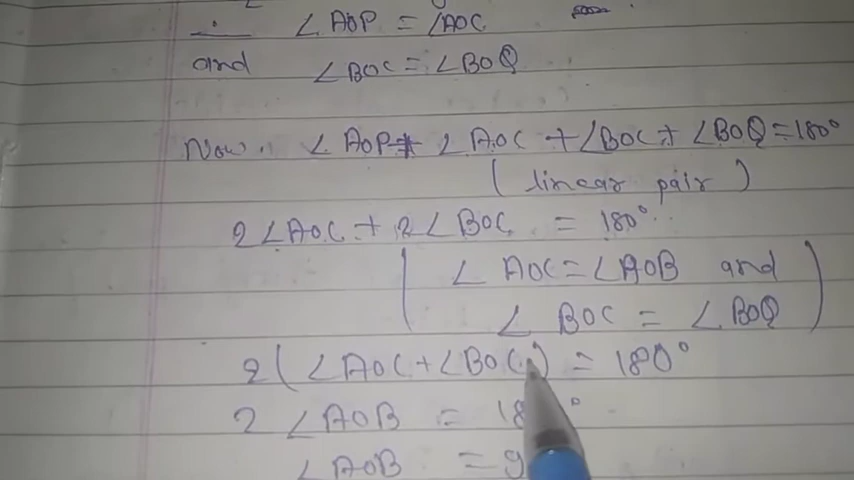 ∴ ∠AOP = ∠AOC
and ∠BOC = ∠BOQ
Now, ∠AOP + ∠AOC + ∠BOC + ∠BOQ = 180°
(linear pair)
2∠AOC + 2∠BOC = 180°
(∠AOC = ∠AOB and
∠BOC = ∠BOQ)
2(∠AOC + ∠BOC) = 180°
2∠AOB = 18 °
∠AOB = 9